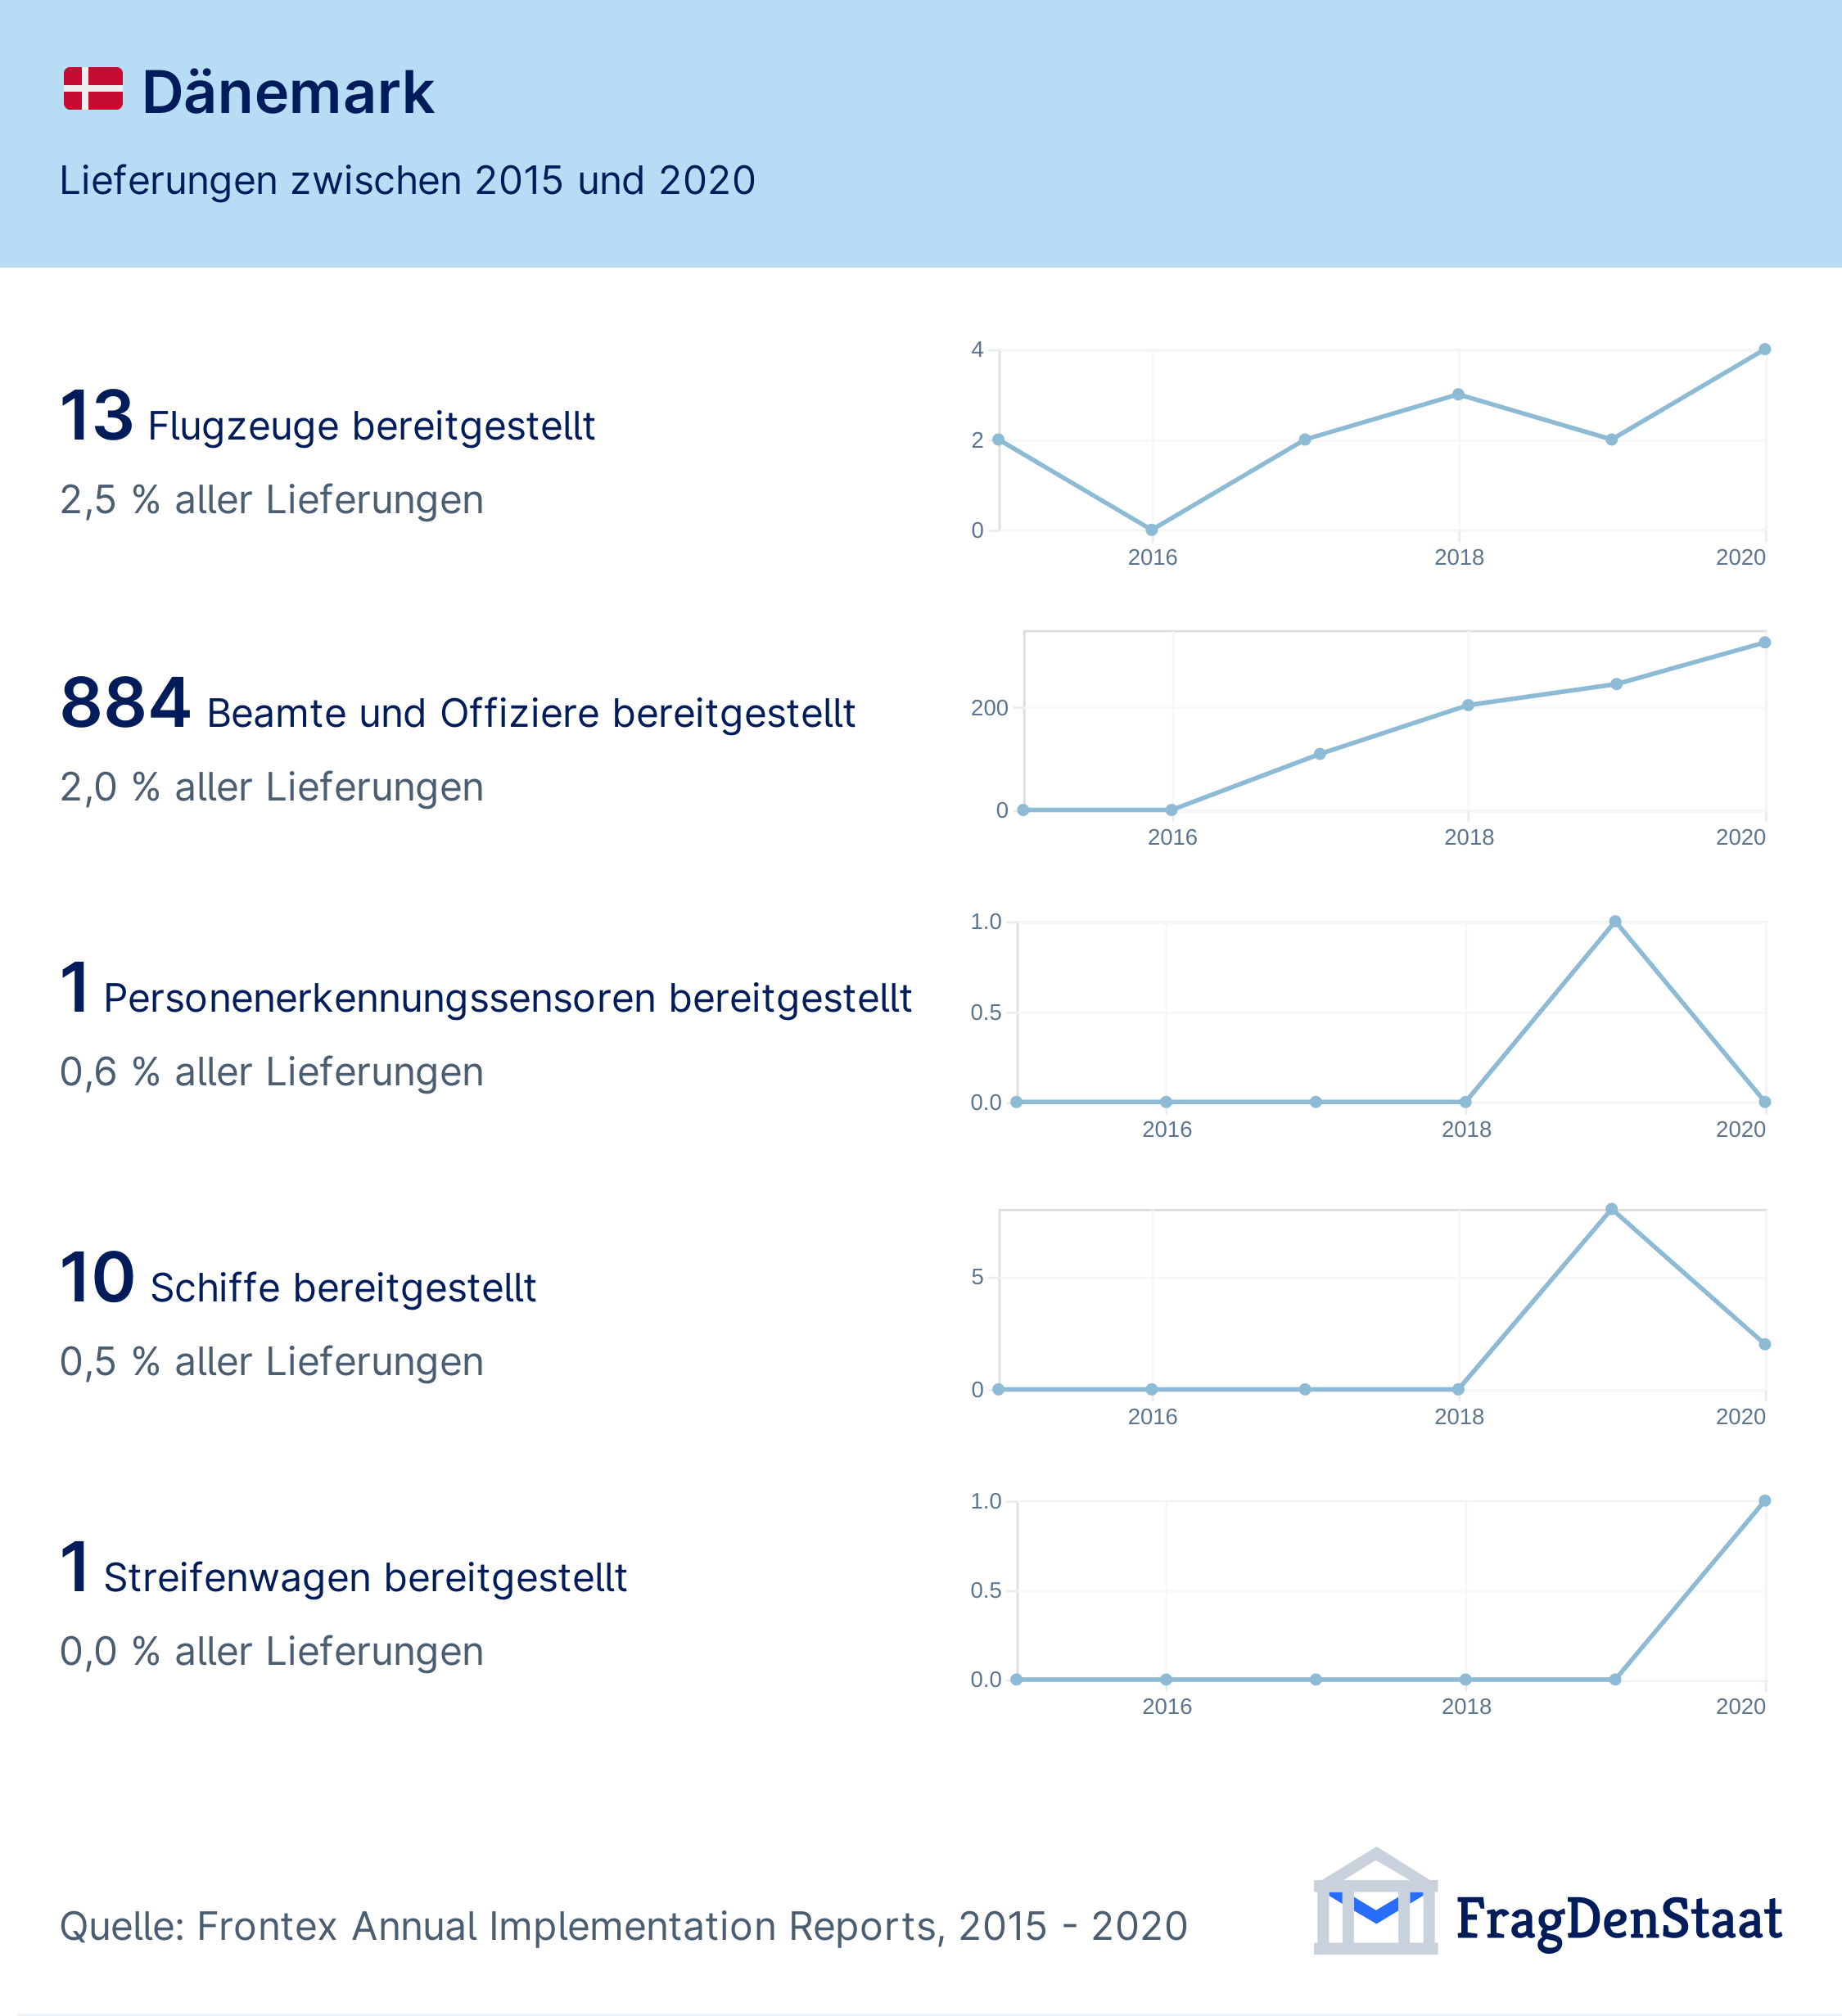 Dänemark
Lieferungen zwischen 2015 und 2020
13 Flugzeuge bereitgestellt
2,5 % aller Lieferungen
4
2
0
2016 2018 2020
884 Beamte und Offiziere bereitgestellt
2,0 % aller Lieferungen
200
0
2016 2018 2020
1 Personenerkennungssensoren bereitgestellt
0,6 % aller Lieferungen
1.0
0.5
0.0
2016 2018 2020
10 Schiffe bereitgestellt
0,5 % aller Lieferungen
5
0
2016 2018 2020
1 Streifenwagen bereitgestellt
0,0 % aller Lieferungen
1.0
0.5
0.0
2016 2018 2020
Quelle: Frontex Annual Implementation Reports, 2015 - 2020
FragDenStaat